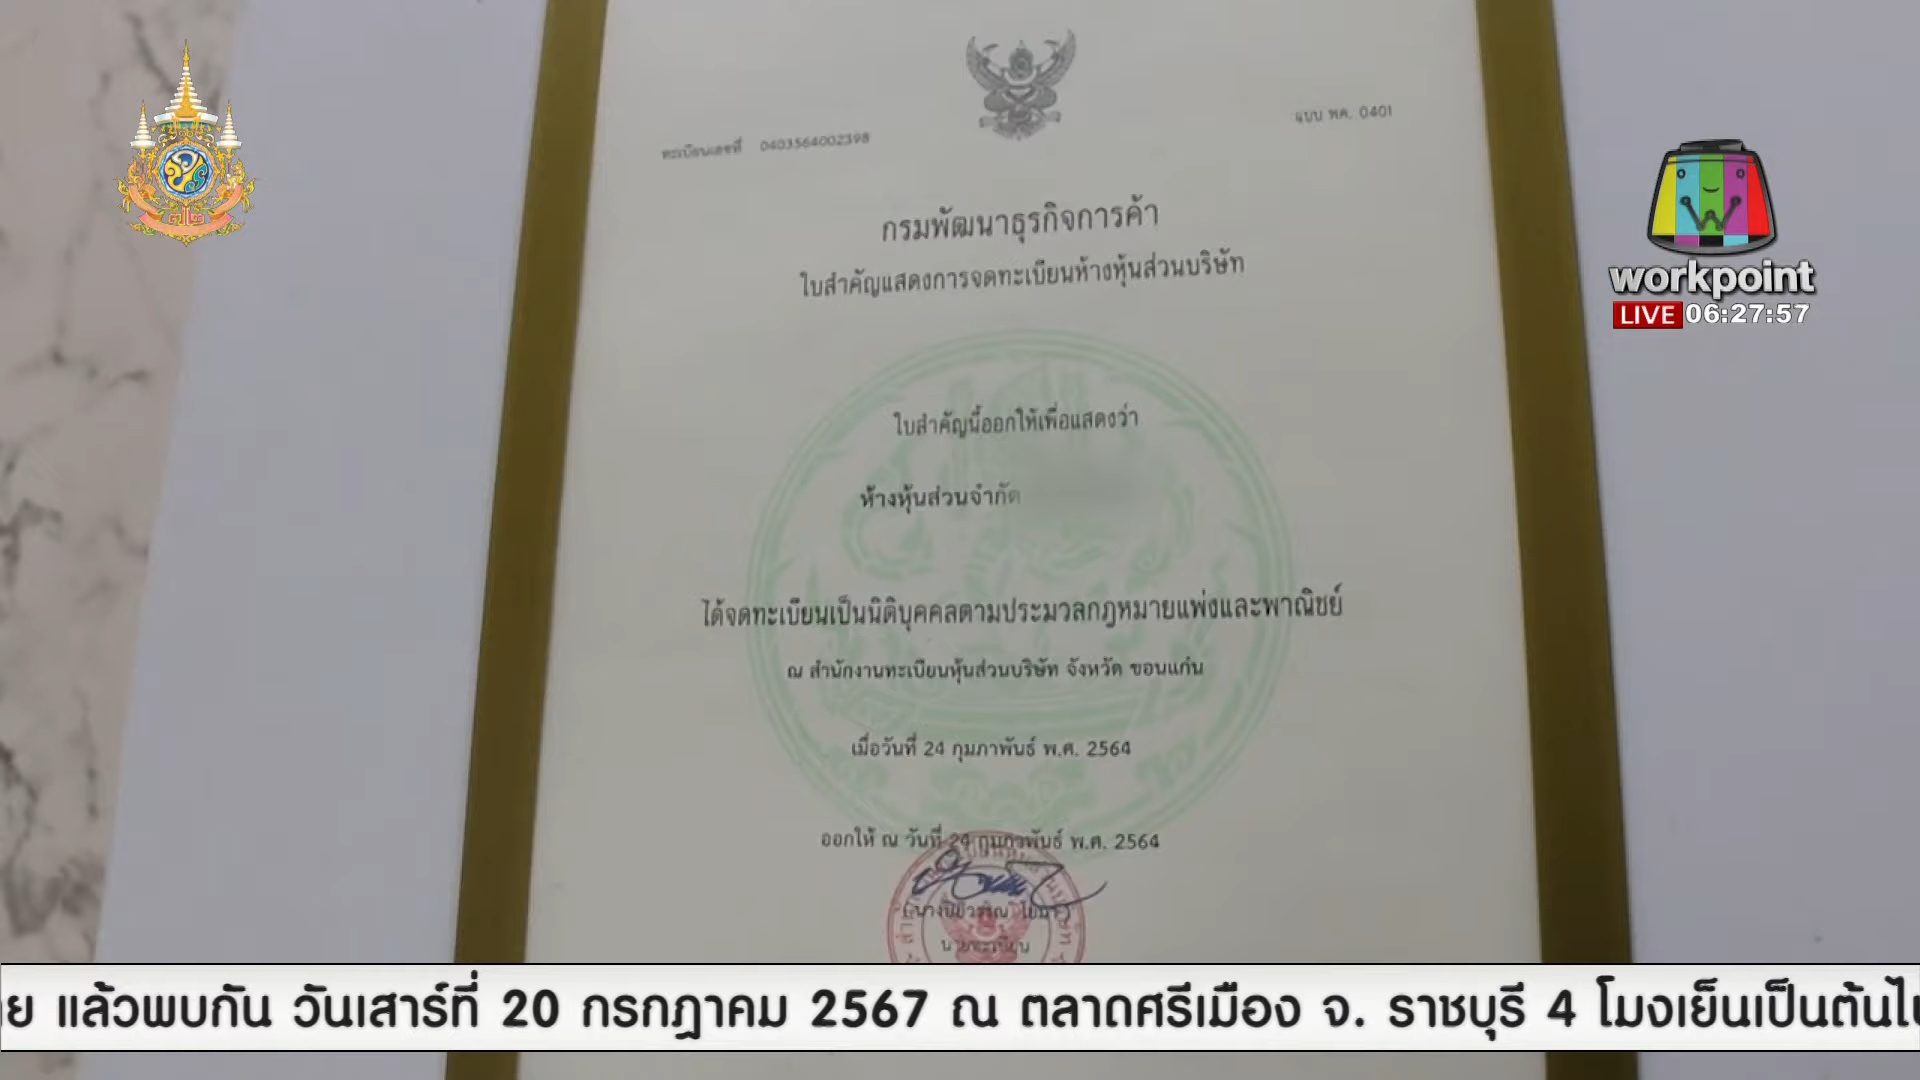 ทะเบียนเลขที่ 0403564002398
แบบ พค. 0401
กรมพัฒนาธุรกิจการค้า
ใบสำคัญแสดงการจดทะเบียนห้างหุ้นส่วนบริษัท
workpoint
LIVE 06:27:57
ใบสำคัญนี้ออกให้เพื่อแสดงว่า
ห้างหุ้นส่วนจำกัด
ได้จดทะเบียนเป็นนิติบุคคลตามประมวลกฎหมายแพ่งและพาณิชย์
ณ สำนักงานทะเบียนหุ้นส่วนบริษัท จังหวัด ขอนแก่น
เมื่อวันที่ 24 กุมภาพันธ์ พ.ศ. 2564
ออกให้ ณ วันที่ 24 กุมภาพันธ์ พ.ศ. 2564
นายทะเบียน
แล้วพบกัน วันเสาร์ที่ 20 กรกฎาคม 2567 ณ ตลาดศรีเมือง จ. ราชบุรี 4 โมงเย็นเป็นต้นไ